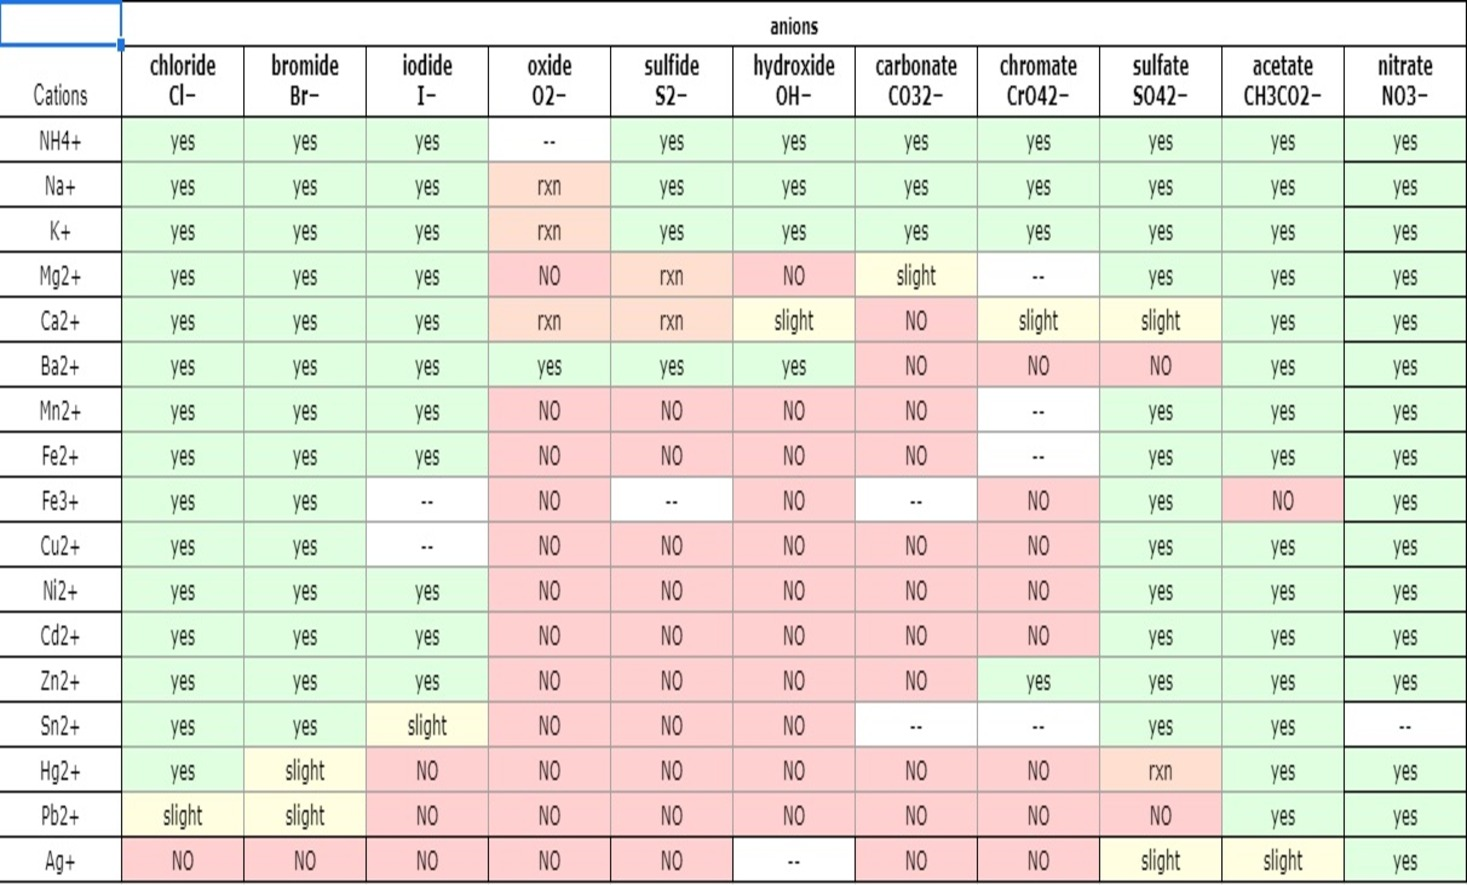 anions
chloride bromide iodide oxide sulfide hydroxide carbonate chromate sulfate acetate nitrate
Cations Cl− Br− I− O2− S2− OH− CO32− CrO42− SO42− CH3CO2− NO3−
NH4+ yes yes yes -- yes yes yes yes yes yes yes
Na+ yes yes yes rxn yes yes yes yes yes yes yes
K+ yes yes yes rxn yes yes yes yes yes yes yes
Mg2+ yes yes yes NO rxn NO slight -- yes yes yes
Ca2+ yes yes yes rxn rxn slight NO slight slight yes yes
Ba2+ yes yes yes yes yes yes NO NO NO yes yes
Mn2+ yes yes yes NO NO NO NO -- yes yes yes
Fe2+ yes yes yes NO NO NO NO -- yes yes yes
Fe3+ yes yes -- NO -- NO -- NO yes NO yes
Cu2+ yes yes -- NO NO NO NO NO yes yes yes
Ni2+ yes yes yes NO NO NO NO NO yes yes yes
Cd2+ yes yes yes NO NO NO NO NO yes yes yes
Zn2+ yes yes yes NO NO NO NO yes yes yes yes
Sn2+ yes yes slight NO NO NO -- -- yes yes --
Hg2+ yes slight NO NO NO NO NO NO rxn yes yes
Pb2+ slight slight NO NO NO NO NO NO NO yes yes
Ag+ NO NO NO NO NO -- NO NO slight slight yes